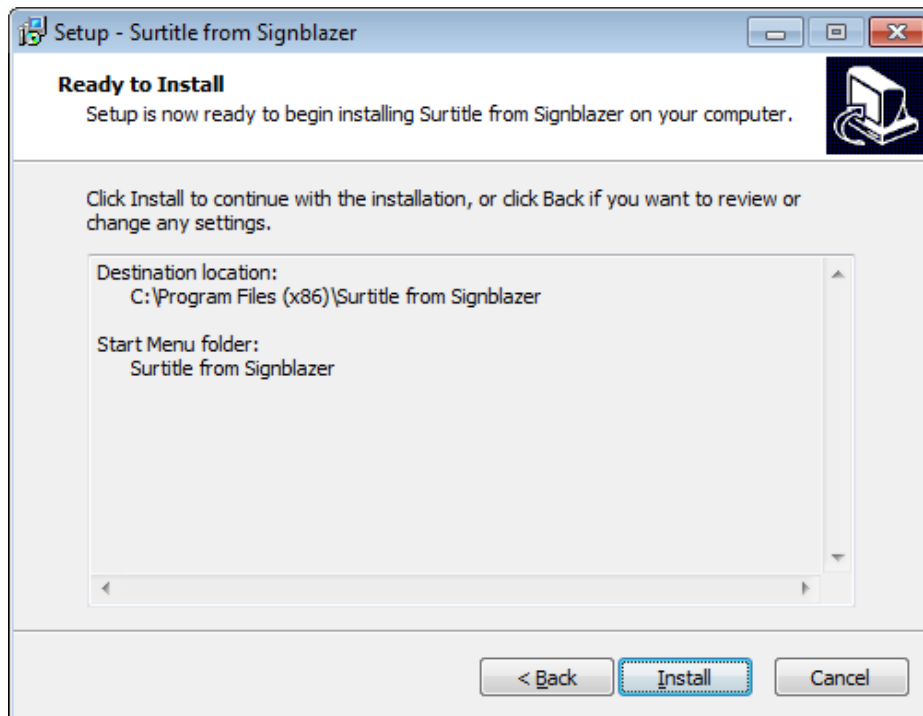 Setup - Surtitle from Signblazer
Ready to Install
Setup is now ready to begin installing Surtitle from Signblazer on your computer.
Click Install to continue with the installation, or click Back if you want to review or
change any settings.
Destination location:
C:\Program Files (x86)\Surtitle from Signblazer
Start Menu folder:
Surtitle from Signblazer
< Back
Install
Cancel